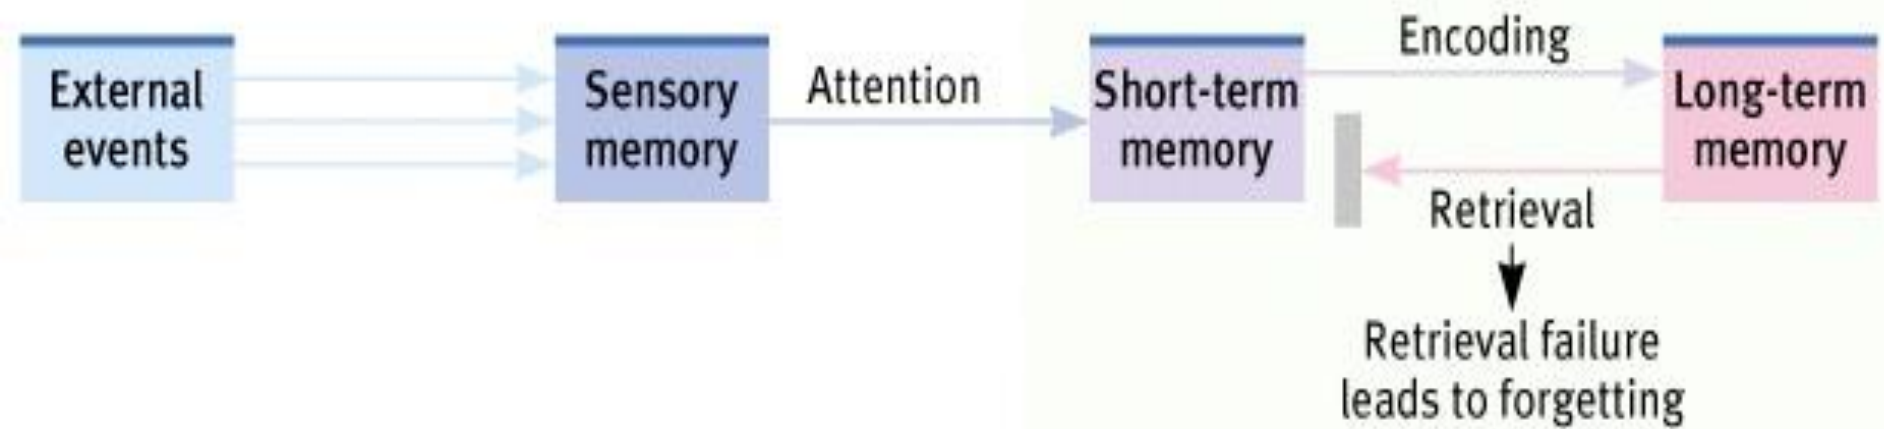 External
events
Sensory
memory
Attention
Short-term
memory
Encoding
Long-term
memory
Retrieval
Retrieval failure
leads to forgetting